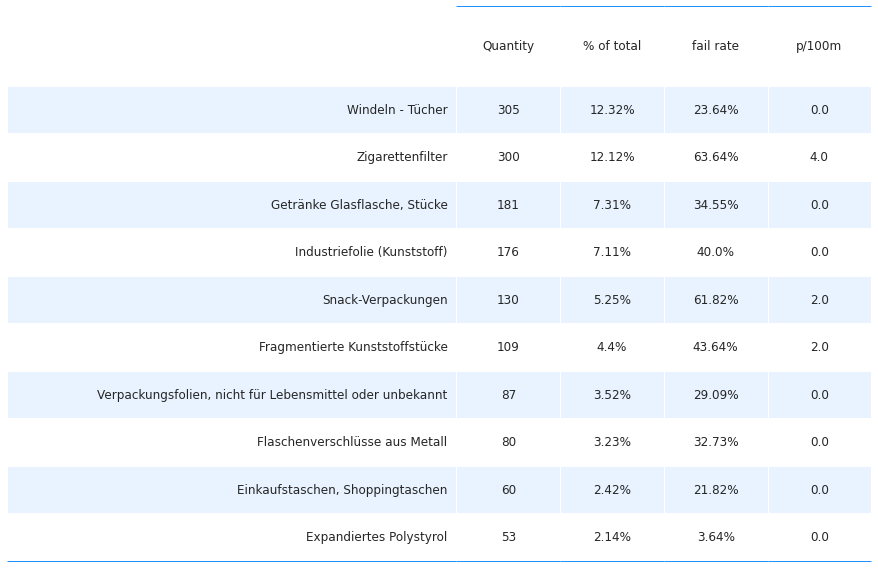 Quantity % of total fail rate p/100m
Windeln - Tücher 305 12.32% 23.64% 0.0
Zigarettenfilter 300 12.12% 63.64% 4.0
Getränke Glasflasche, Stücke 181 7.31% 34.55% 0.0
Industriefolie (Kunststoff) 176 7.11% 40.0% 0.0
Snack-Verpackungen 130 5.25% 61.82% 2.0
Fragmentierte Kunststoffstücke 109 4.4% 43.64% 2.0
Verpackungsfolien, nicht für Lebensmittel oder unbekannt 87 3.52% 29.09% 0.0
Flaschenverschlüsse aus Metall 80 3.23% 32.73% 0.0
Einkaufstaschen, Shoppingtaschen 60 2.42% 21.82% 0.0
Expandiertes Polystyrol 53 2.14% 3.64% 0.0